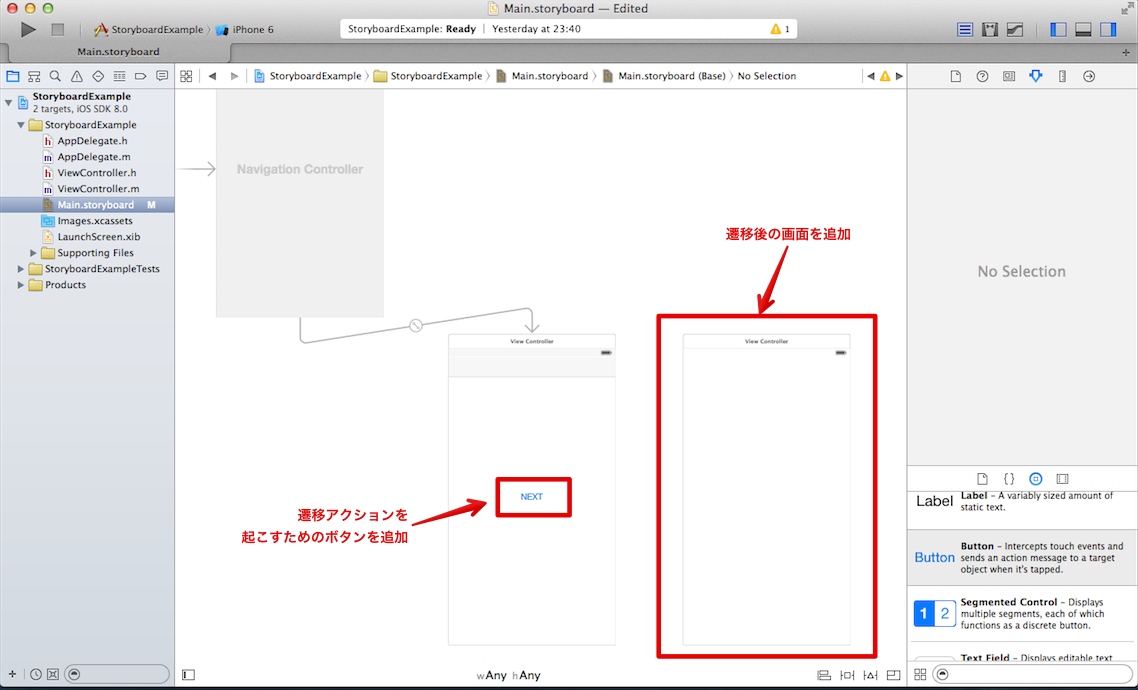 Main.storyboard — Edited
StoryboardExample 〉 iPhone 6
StoryboardExample: Ready | Yesterday at 23:40
1
Main.storyboard
StoryboardExample 〉 StoryboardExample 〉 Main.storyboard 〉 Main.storyboard (Base) 〉 No Selection
StoryboardExample
2 targets, iOS SDK 8.0
StoryboardExample
h AppDelegate.h
m AppDelegate.m
h ViewController.h
m ViewController.m
Main.storyboard M
Images.xcassets
LaunchScreen.xib
Supporting Files
StoryboardExampleTests
Products
Navigation Controller
遷移後の画面を追加
View Controller
View Controller
NEXT
遷移アクションを
起こすためのボタンを追加
wAny hAny
No Selection
{ }
Label
Label – A variably sized amount of
static text.
Button
Button – Intercepts touch events and
sends an action message to a target
object when it's tapped.
1 2
Segmented Control – Displays
multiple segments, each of which
functions as a discrete button.
Text Field – Displays editable text